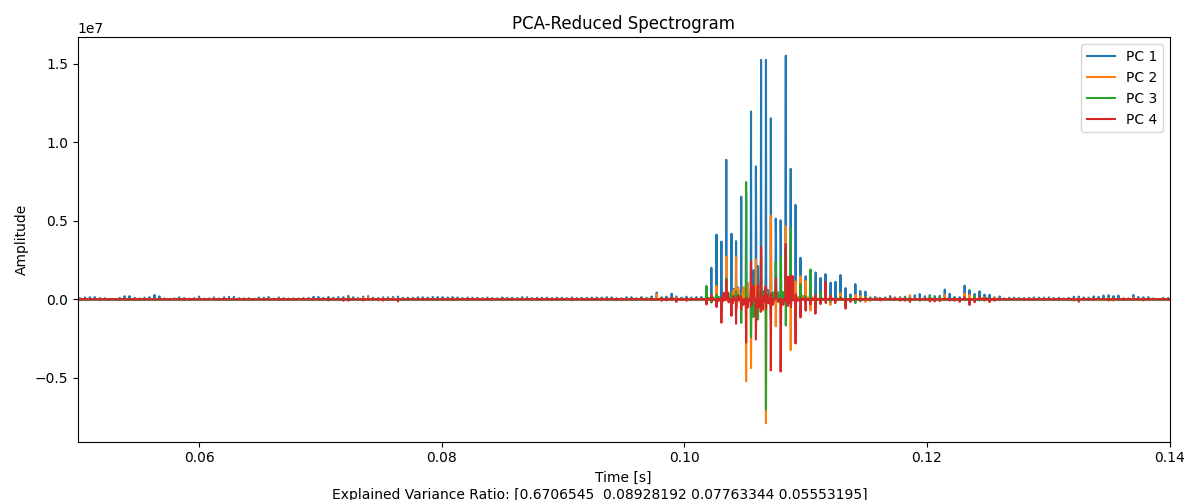 PCA-Reduced Spectrogram
1e7
1.5
1.0
0.5
0.0
−0.5
Amplitude
PC 1
PC 2
PC 3
PC 4
0.06 0.08 0.10 0.12 0.14
Time [s]
Explained Variance Ratio: [0.6706545  0.08928192 0.07763344 0.05553195]